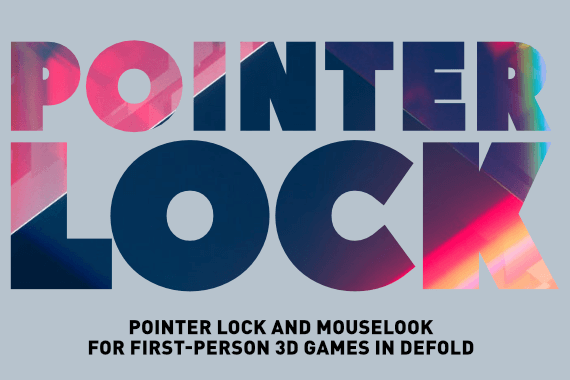 POINTER
LOCK
POINTER LOCK AND MOUSELOOK
FOR FIRST-PERSON 3D GAMES IN DEFOLD